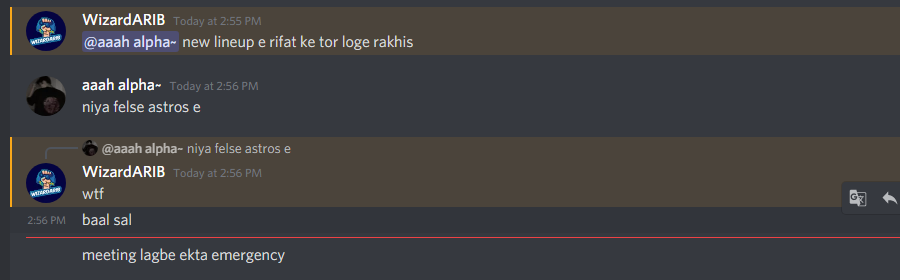 WizardARIB Today at 2:55 PM
@aaah alpha~ new lineup e rifat ke tor loge rakhis
aaah alpha~ Today at 2:56 PM
niya felse astros e
@aaah alpha~ niya felse astros e
WizardARIB Today at 2:56 PM
wtf
2:56 PM baal sal
meeting lagbe ekta emergency